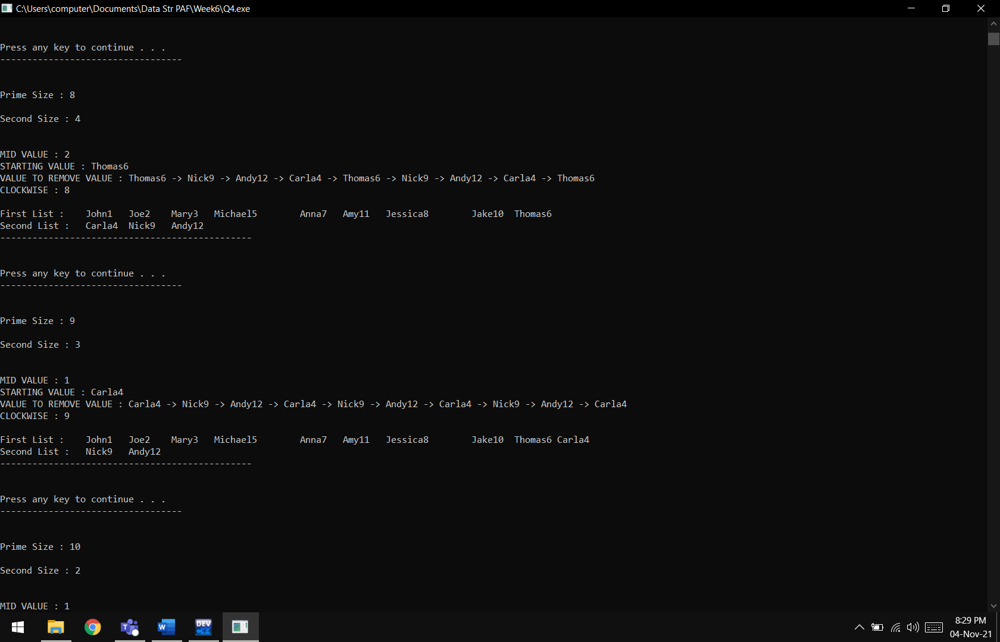 C:\Users\computer\Documents\Data Str PAF\Week6\Q4.exe
Press any key to continue . . .
----------------------------------
Prime Size : 8
Second Size : 4
MID VALUE : 2
STARTING VALUE : Thomas6
VALUE TO REMOVE VALUE : Thomas6 -> Nick9 -> Andy12 -> Carla4 -> Thomas6 -> Nick9 -> Andy12 -> Carla4 -> Thomas6
CLOCKWISE : 8
First List :    John1   Joe2    Mary3   Michael5        Anna7   Amy11   Jessica8        Jake10  Thomas6
Second List :   Carla4  Nick9   Andy12
-----------------------------------------------
Press any key to continue . . .
----------------------------------
Prime Size : 9
Second Size : 3
MID VALUE : 1
STARTING VALUE : Carla4
VALUE TO REMOVE VALUE : Carla4 -> Nick9 -> Andy12 -> Carla4 -> Nick9 -> Andy12 -> Carla4 -> Nick9 -> Andy12 -> Carla4
CLOCKWISE : 9
First List :    John1   Joe2    Mary3   Michael5        Anna7   Amy11   Jessica8        Jake10  Thomas6 Carla4
Second List :   Nick9   Andy12
-----------------------------------------------
Press any key to continue . . .
----------------------------------
Prime Size : 10
Second Size : 2
MID VALUE : 1
T
W
DEV
C++
8:29 PM
04-Nov-21